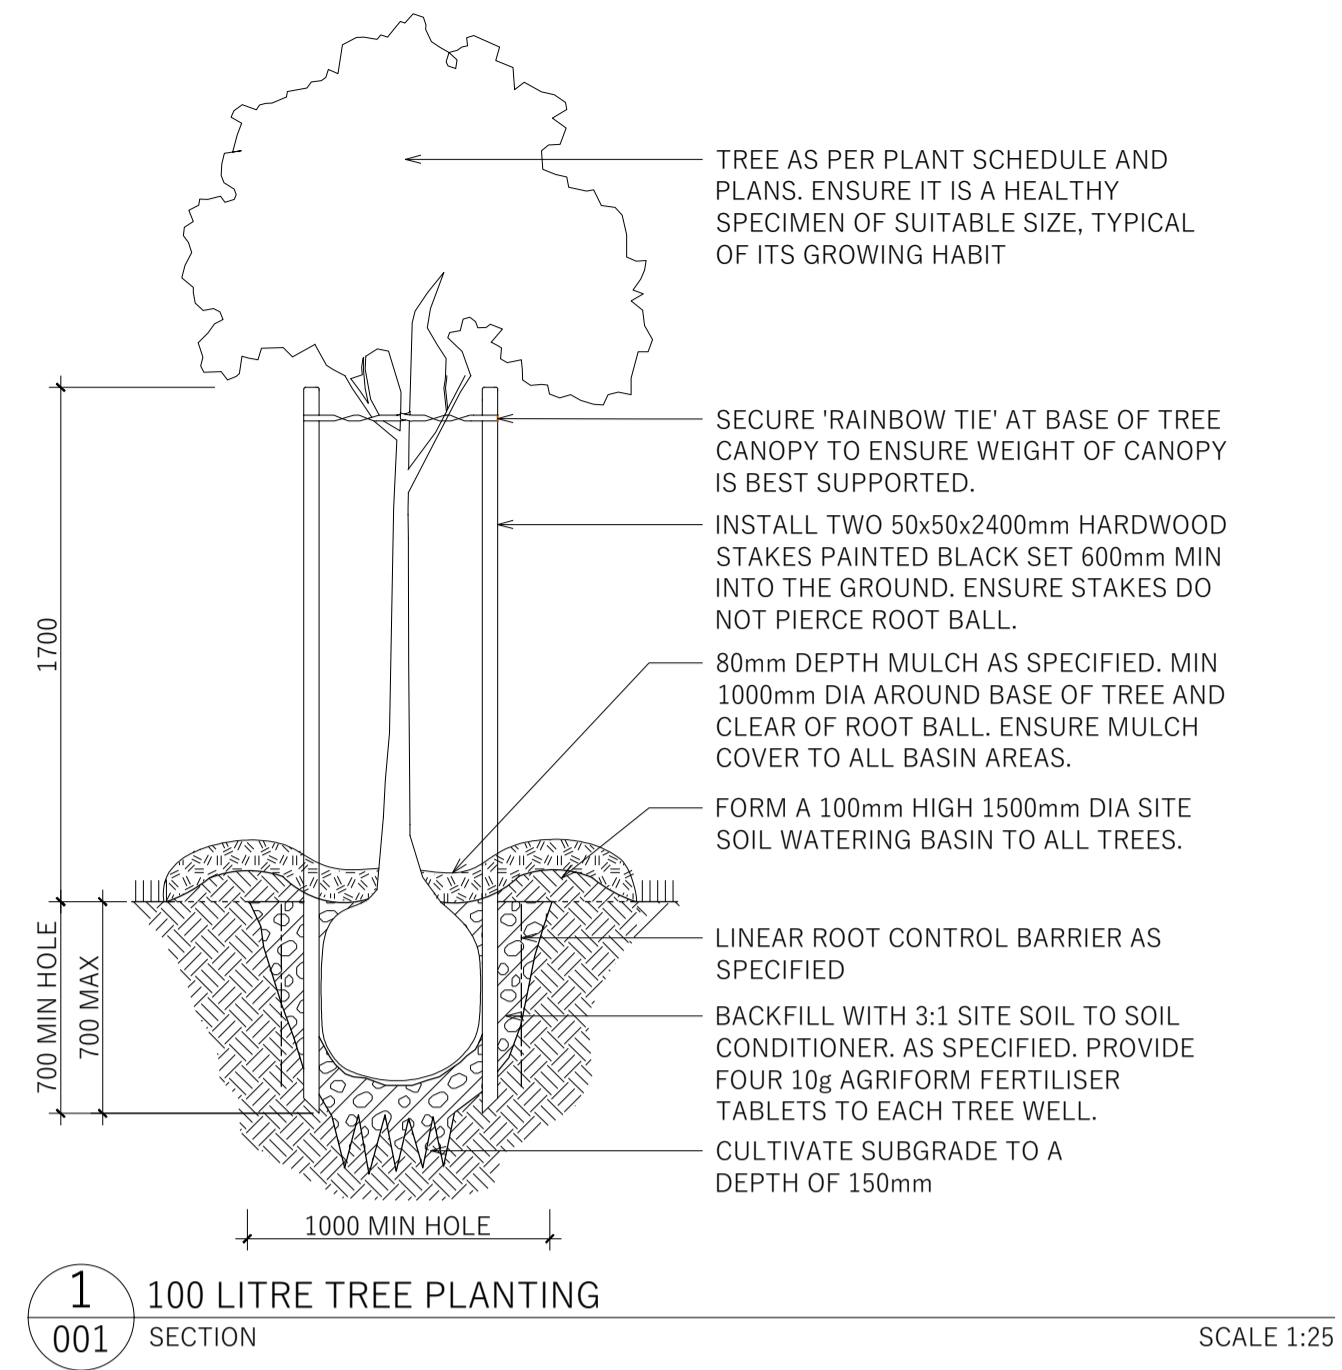 TREE AS PER PLANT SCHEDULE AND
PLANS. ENSURE IT IS A HEALTHY
SPECIMEN OF SUITABLE SIZE, TYPICAL
OF ITS GROWING HABIT
SECURE 'RAINBOW TIE' AT BASE OF TREE
CANOPY TO ENSURE WEIGHT OF CANOPY
IS BEST SUPPORTED.
INSTALL TWO 50x50x2400mm HARDWOOD
STAKES PAINTED BLACK SET 600mm MIN
INTO THE GROUND. ENSURE STAKES DO
NOT PIERCE ROOT BALL.
80mm DEPTH MULCH AS SPECIFIED. MIN
1000mm DIA AROUND BASE OF TREE AND
CLEAR OF ROOT BALL. ENSURE MULCH
COVER TO ALL BASIN AREAS.
FORM A 100mm HIGH 1500mm DIA SITE
SOIL WATERING BASIN TO ALL TREES.
LINEAR ROOT CONTROL BARRIER AS
SPECIFIED
BACKFILL WITH 3:1 SITE SOIL TO SOIL
CONDITIONER. AS SPECIFIED. PROVIDE
FOUR 10g AGRIFORM FERTILISER
TABLETS TO EACH TREE WELL.
CULTIVATE SUBGRADE TO A
DEPTH OF 150mm
1700
700 MIN HOLE
700 MAX
1000 MIN HOLE
1
001
100 LITRE TREE PLANTING
SECTION
SCALE 1:25